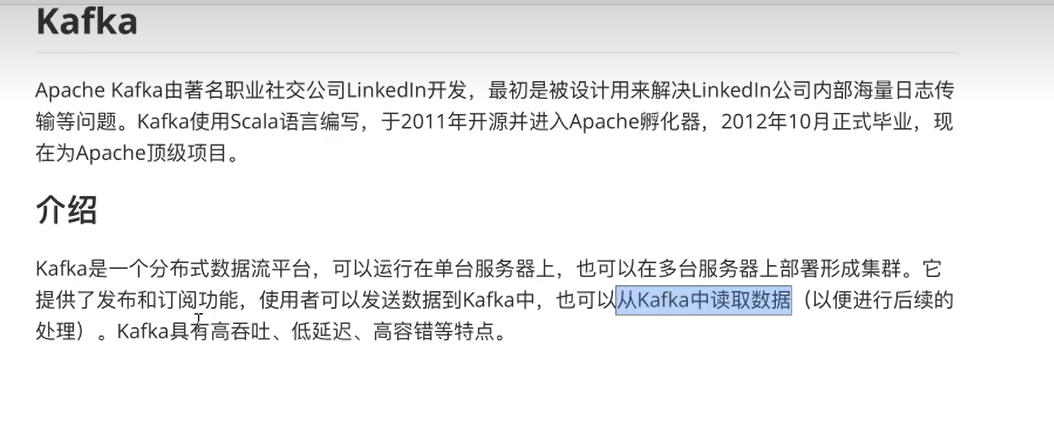 Kafka
Apache Kafka由著名职业社交公司LinkedIn开发，最初是被设计用来解决LinkedIn公司内部海量日志传
输等问题。Kafka使用Scala语言编写，于2011年开源并进入Apache孵化器，2012年10月正式毕业，现
在为Apache顶级项目。
介绍
Kafka是一个分布式数据流平台，可以运行在单台服务器上，也可以在多台服务器上部署形成集群。它
提供了发布和订阅功能，使用者可以发送数据到Kafka中，也可以从Kafka中读取数据（以便进行后续的
处理）。Kafka具有高吞吐、低延迟、高容错等特点。